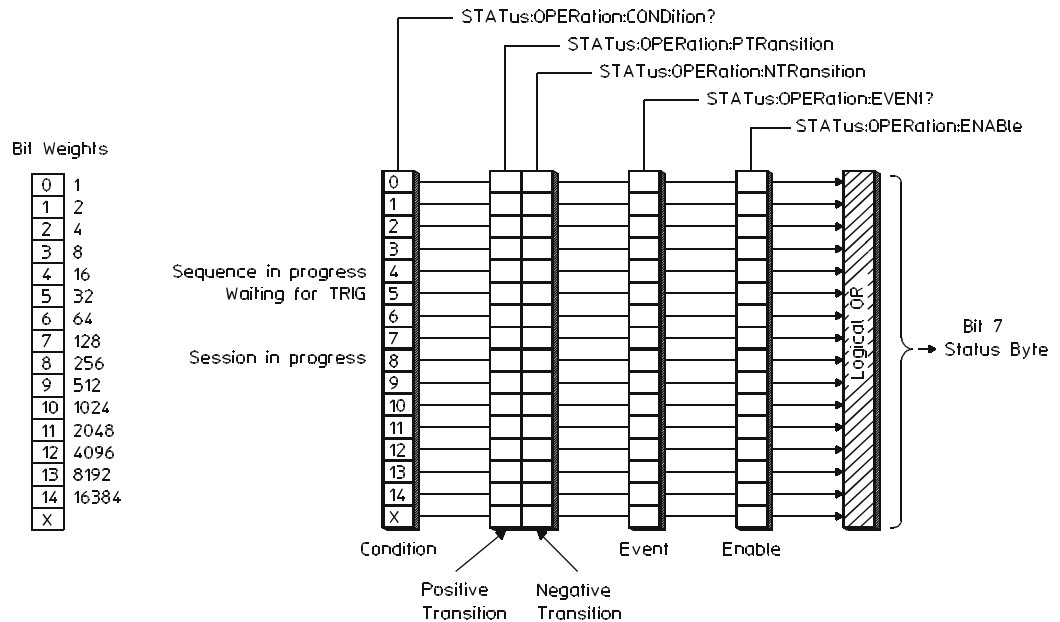 STATus:OPERation:CONDition?
STATus:OPERation:PTRansition
STATus:OPERation:NTRansition
STATus:OPERation:EVENt?
STATus:OPERation:ENABle
Bit Weights
0 1
1 2
2 4
3 8
4 16
5 32
6 64
7 128
8 256
9 512
10 1024
11 2048
12 4096
13 8192
14 16384
X
Sequence in progress
Waiting for TRIG
Session in progress
0
1
2
3
4
5
6
7
8
9
10
11
12
13
14
X
Logical OR
Bit 7
Status Byte
Condition
Event
Enable
Positive
Transition
Negative
Transition